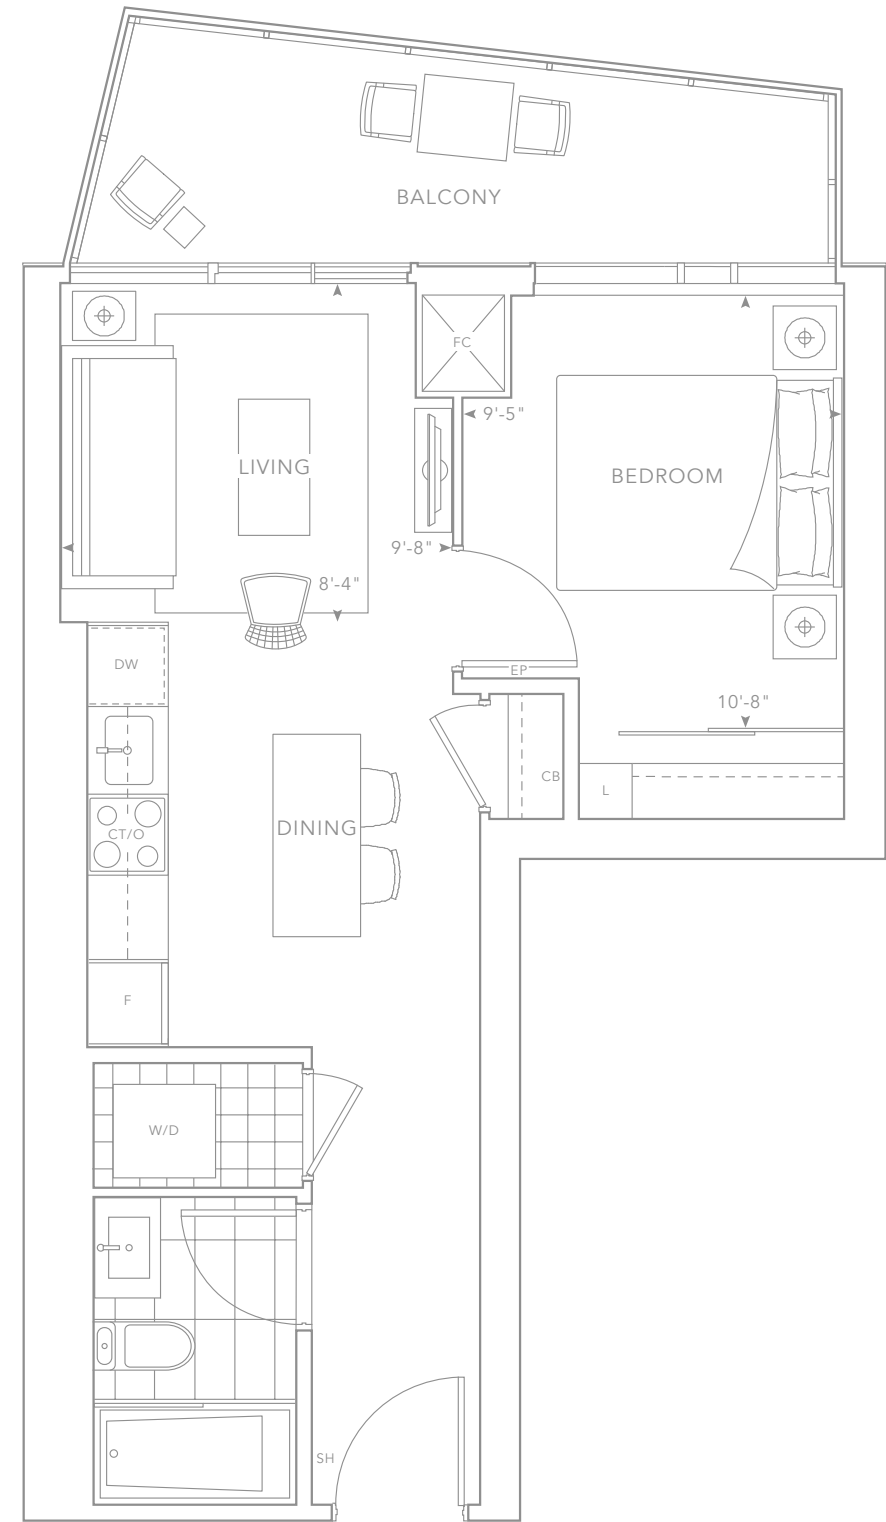 BALCONY
FC
9'-5"
LIVING
BEDROOM
9'-8"
8'-4"
DW
EP
10'-8"
CB
L
CT/O
DINING
F
W/D
SH